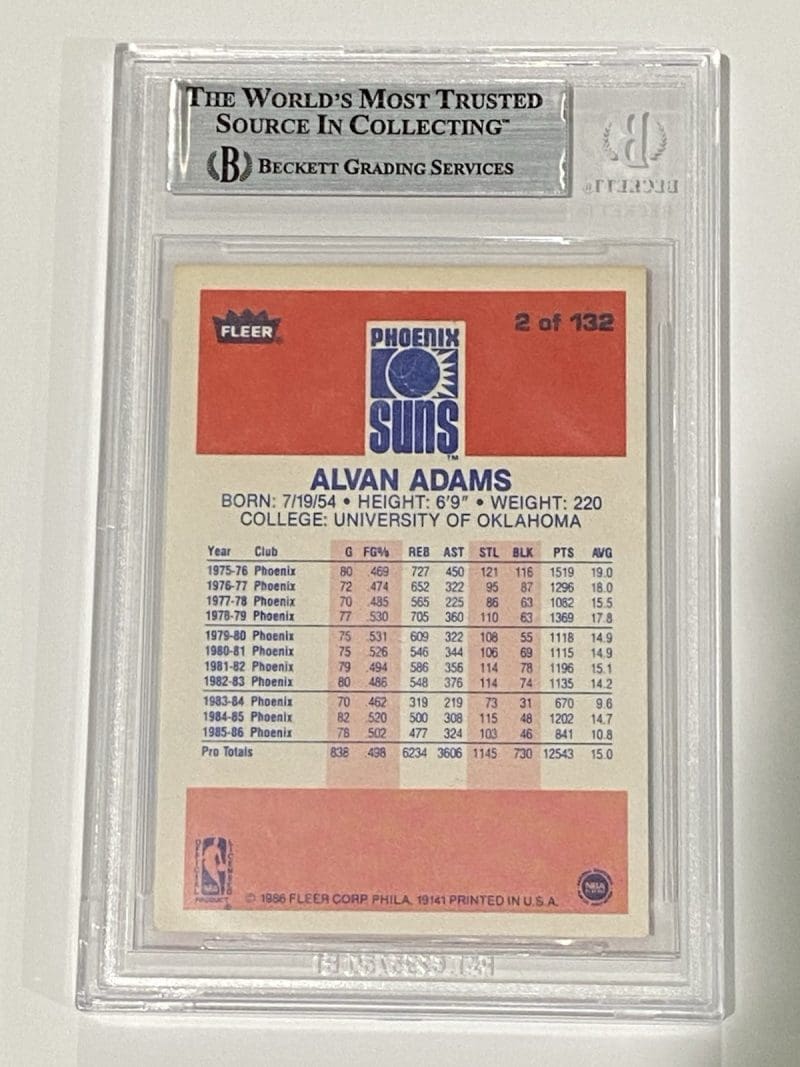 THE WORLD'S MOST TRUSTED
SOURCE IN COLLECTING™
B BECKETT GRADING SERVICES
B
BECKETT®
FLEER®
2 of 132
PHOENIX
SUNS™
ALVAN ADAMS
BORN: 7/19/54 • HEIGHT: 6'9" • WEIGHT: 220
COLLEGE: UNIVERSITY OF OKLAHOMA
Year Club G FG% REB AST STL BLK PTS AVG
1975-76 Phoenix 80 .469 727 450 121 116 1519 19.0
1976-77 Phoenix 72 .474 652 322 95 87 1296 18.0
1977-78 Phoenix 70 .485 565 225 86 63 1082 15.5
1978-79 Phoenix 77 .530 705 360 110 63 1369 17.8
1979-80 Phoenix 75 .531 609 322 108 55 1118 14.9
1980-81 Phoenix 75 .526 546 344 106 69 1115 14.9
1981-82 Phoenix 79 .494 586 356 114 78 1196 15.1
1982-83 Phoenix 80 .486 548 376 114 74 1135 14.2
1983-84 Phoenix 70 .462 319 219 73 31 670 9.6
1984-85 Phoenix 82 .520 500 308 115 48 1202 14.7
1985-86 Phoenix 78 .502 477 324 103 46 841 10.8
Pro Totals 838 .498 6234 3606 1145 730 12543 15.0
OFFICIAL LICENSED
NBA
PRODUCT
© 1986 FLEER CORP. PHILA. 19141 PRINTED IN U.S.A.
NBA